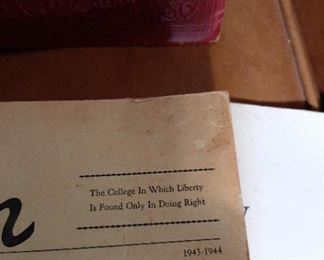 The College In Which Liberty
Is Found Only In Doing Right
1943-1944